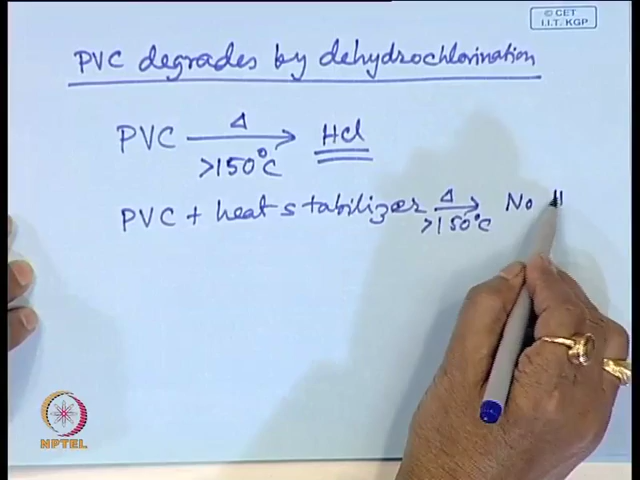 © CET
I.I.T. KGP
PVC degrades by dehydrochlorination
PVC Δ → HCl
>150°C
PVC + heat stabilizer Δ → No H
>150°C
NPTEL